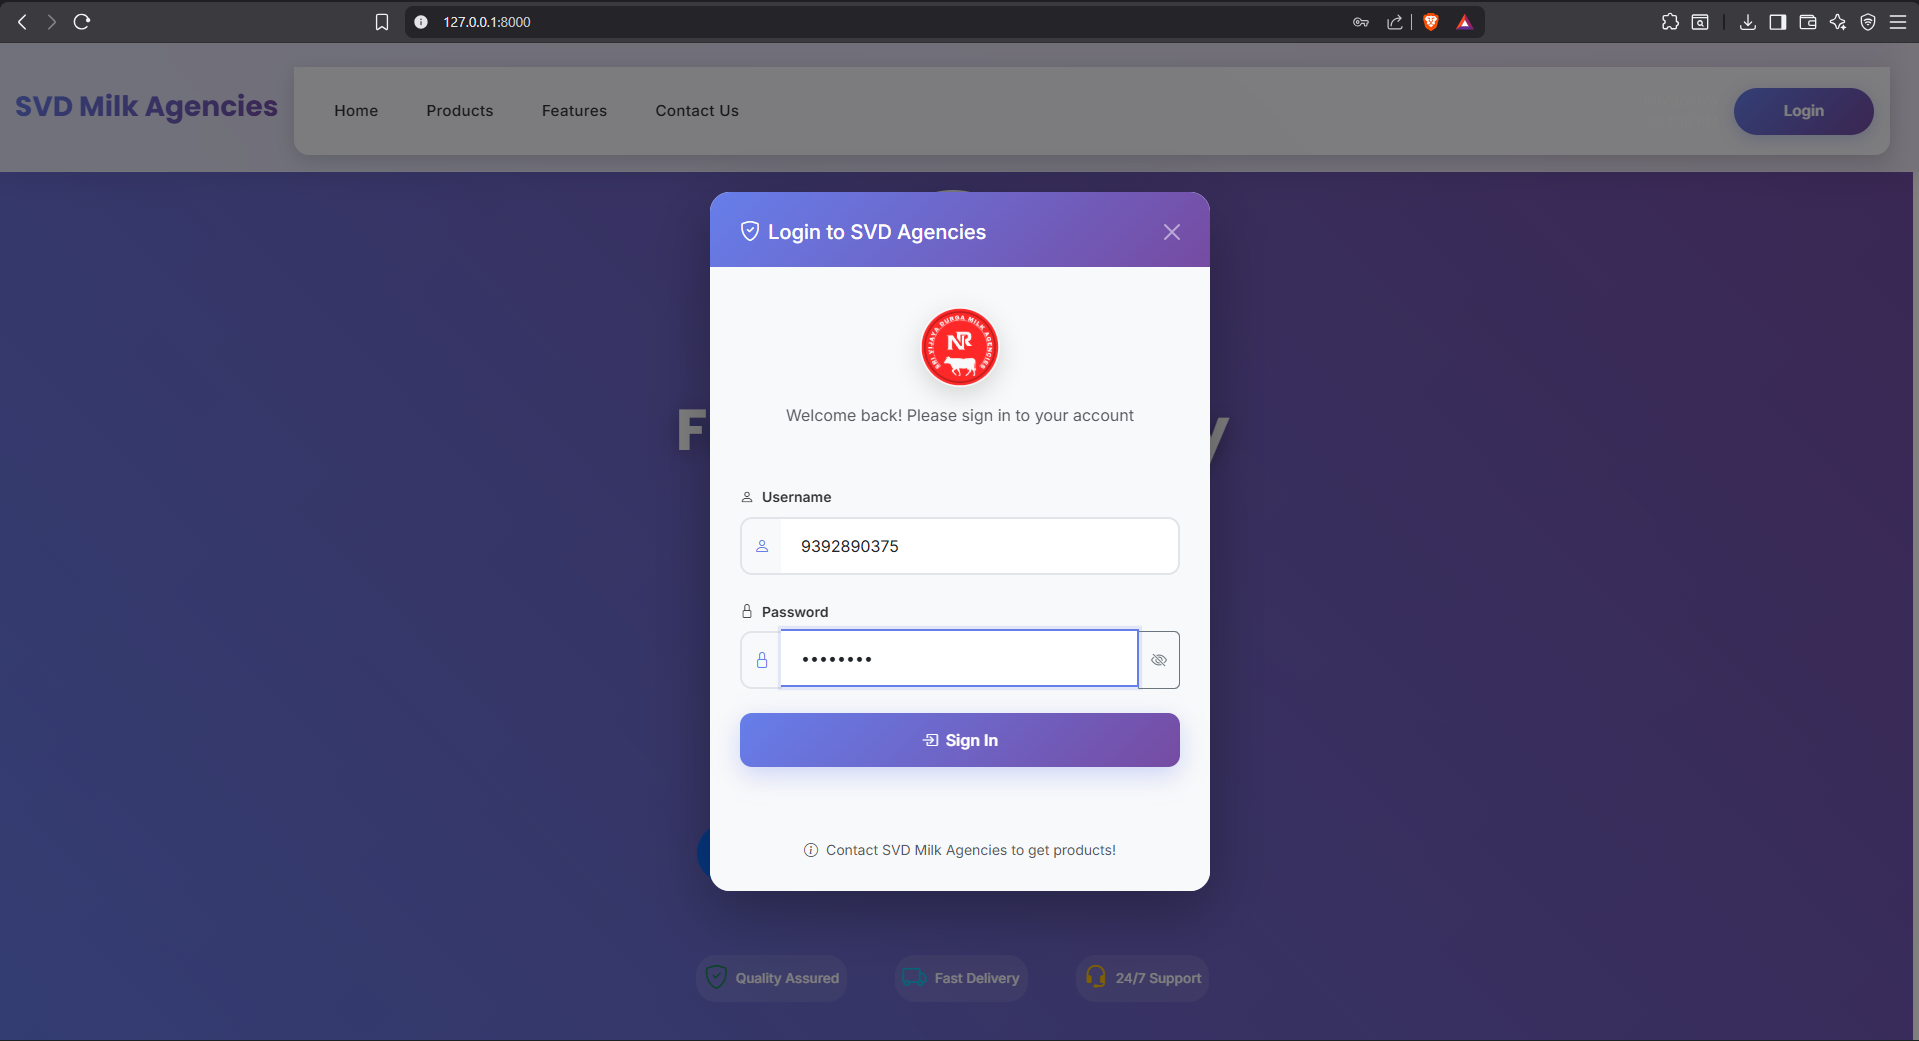 127.0.0.1:8000
SVD Milk Agencies
Home
Products
Features
Contact Us
Login
Login to SVD Agencies
SRI VIJAYA DURGA MILK AGENCIES
NR
Welcome back! Please sign in to your account
F
y
Username
9392890375
Password
••••••••
Sign In
Contact SVD Milk Agencies to get products!
Quality Assured
Fast Delivery
24/7 Support